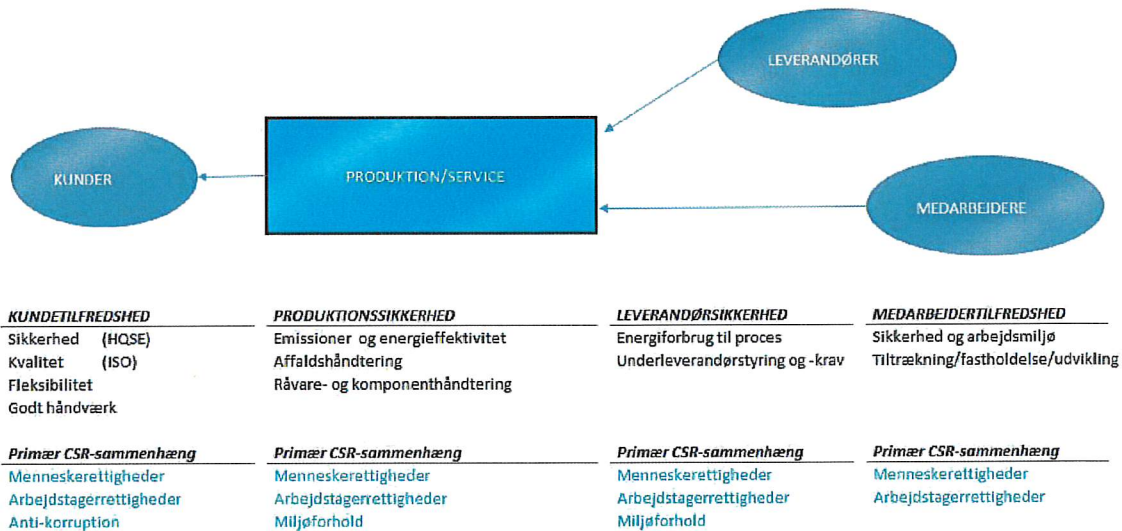 LEVERANDØRER
KUNDER
PRODUKTION/SERVICE
MEDARBEJDERE
KUNDETILFREDSHED
Sikkerhed (HQSE)
Kvalitet (ISO)
Fleksibilitet
Godt håndværk
Primær CSR-sammenhæng
Menneskerettigheder
Arbejdstagerrettigheder
Anti-korruption
PRODUKTIONSSIKKERHED
Emissioner og energieffektivitet
Affaldshåndtering
Råvare- og komponenthåndtering
Primær CSR-sammenhæng
Menneskerettigheder
Arbejdstagerrettigheder
Miljøforhold
LEVERANDØRSIKKERHED
Energiforbrug til proces
Underleverandørstyring og -krav
Primær CSR-sammenhæng
Menneskerettigheder
Arbejdstagerrettigheder
Miljøforhold
MEDARBEJDERTILFREDSHED
Sikkerhed og arbejdsmiljø
Tiltrækning/fastholdelse/udvikling
Primær CSR-sammenhæng
Menneskerettigheder
Arbejdstagerrettigheder